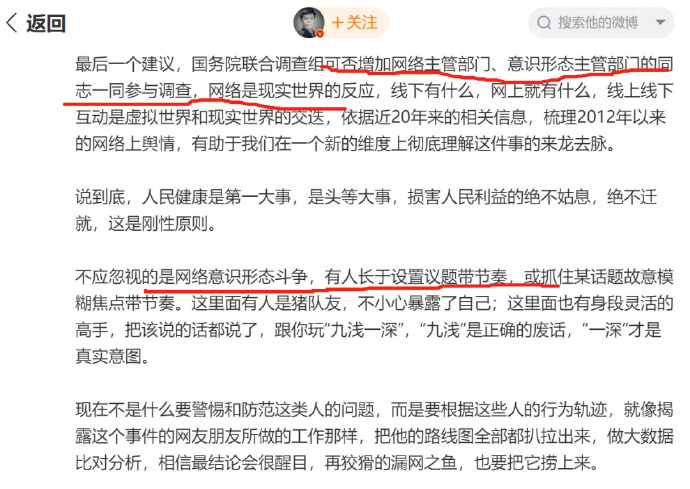 返回
+关注
搜索他的微博
最后一个建议，国务院联合调查组可否增加网络主管部门、意识形态主管部门的同
志一同参与调查，网络是现实世界的反应，线下有什么，网上就有什么，线上线下
互动是虚拟世界和现实世界的交迭，依据近20年来的相关信息，梳理2012年以来
的网络上舆情，有助于我们在一个新的维度上彻底理解这件事的来龙去脉。
说到底，人民健康是第一大事，是头等大事，损害人民利益的绝不姑息，绝不迁
就，这是刚性原则。
不应忽视的是网络意识形态斗争，有人长于设置议题带节奏，或抓住某话题故意模
糊焦点带节奏。这里面有人是猪队友，不小心暴露了自己；这里面也有身段灵活的
高手，把该说的话都说了，跟你玩“九浅一深”，“九浅”是正确的废话，“一深”才是
真实意图。
现在不是什么要警惕和防范这类人的问题，而是要根据这些人的行为轨迹，就像揭
露这个事件的网友朋友所做的工作那样，把他的路线图全部都扒拉出来，做大数据
比对分析，相信最结论会很醒目，再狡猾的漏网之鱼，也要把它捞上来。